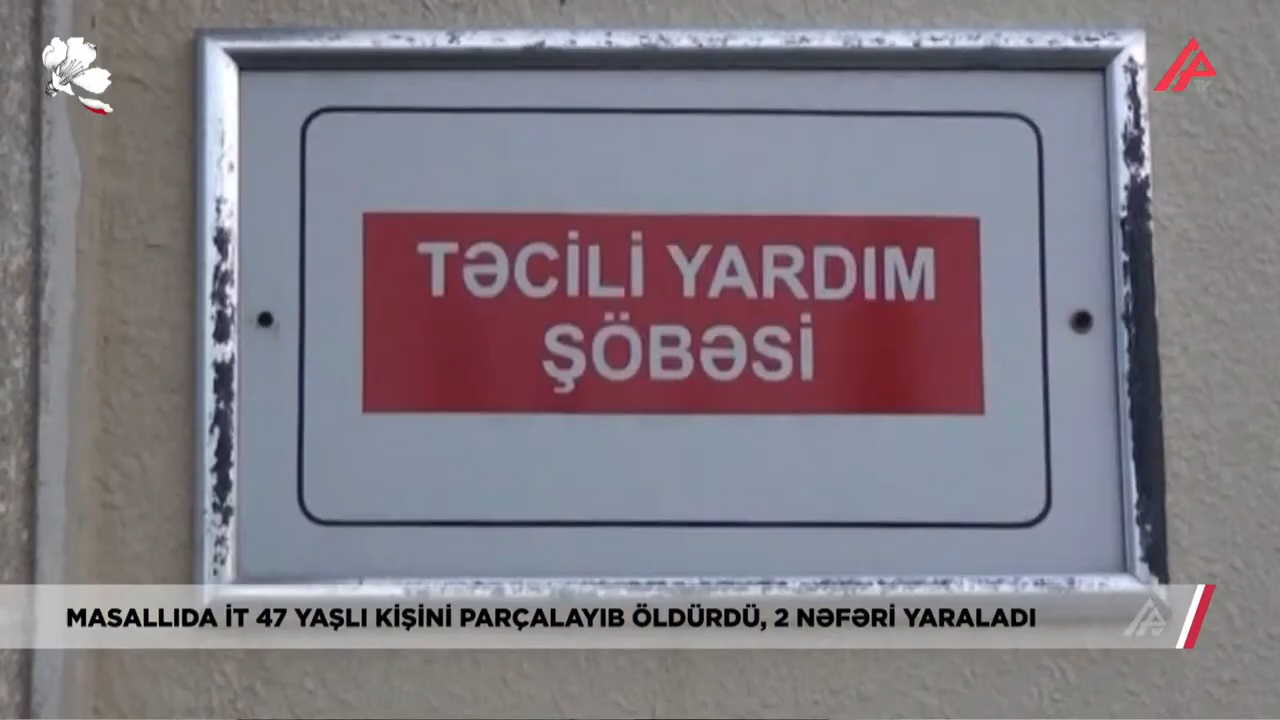 TƏCİLİ YARDIM
ŞÖBƏSİ
MASALLIDA İT 47 YAŞLI KİŞİNİ PARÇALAYIB ÖLDÜRDÜ, 2 NƏFƏRİ YARALADI